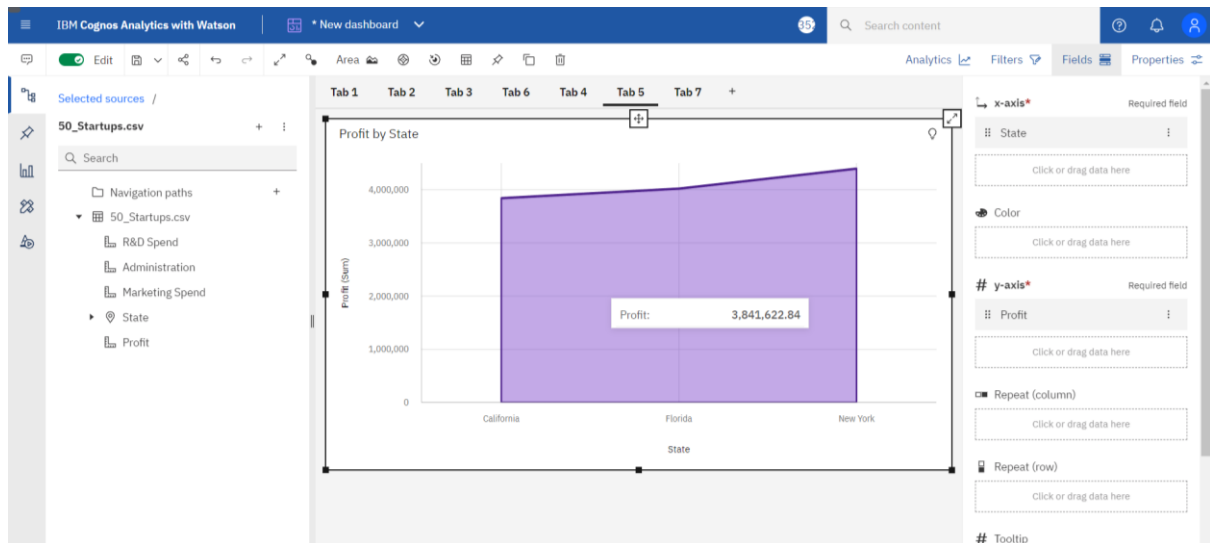 IBM Cognos Analytics with Watson
* New dashboard
35
Search content
Edit
Area
Analytics
Filters
Fields
Properties
Selected sources /
50_Startups.csv
Search
Navigation paths
50_Startups.csv
R&D Spend
Administration
Marketing Spend
State
Profit
Tab 1 Tab 2 Tab 3 Tab 6 Tab 4 Tab 5 Tab 7 +
Profit by State
4,000,000
3,000,000
2,000,000
1,000,000
0
Profit (Sum)
Profit: 3,841,622.84
California Florida New York
State
x-axis* Required field
State
Click or drag data here
Color
Click or drag data here
# y-axis* Required field
Profit
Click or drag data here
Repeat (column)
Click or drag data here
Repeat (row)
Click or drag data here
# Tooltip